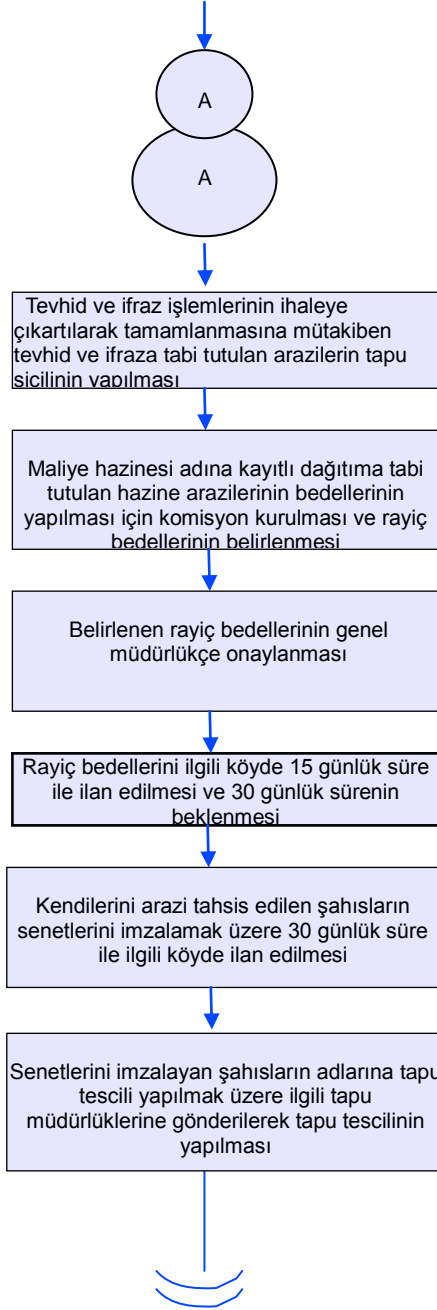 A
A
Tevhid ve ifraz işlemlerinin ihaleye
çıkartılarak tamamlanmasına mütakiben
tevhid ve ifraza tabi tutulan arazilerin tapu
sicilinin yapılması
Maliye hazinesi adına kayıtlı dağıtıma tabi
tutulan hazine arazilerinin bedellerinin
yapılması için komisyon kurulması ve rayiç
bedellerinin belirlenmesi
Belirlenen rayiç bedellerinin genel
müdürlükçe onaylanması
Rayiç bedellerini ilgili köyde 15 günlük süre
ile ilan edilmesi ve 30 günlük sürenin
beklenmesi
Kendilerini arazi tahsis edilen şahısların
senetlerini imzalamak üzere 30 günlük süre
ile ilgili köyde ilan edilmesi
Senetlerini imzalayan şahısların adlarına tapu
tescili yapılmak üzere ilgili tapu
müdürlüklerine gönderilerek tapu tescilinin
yapılması